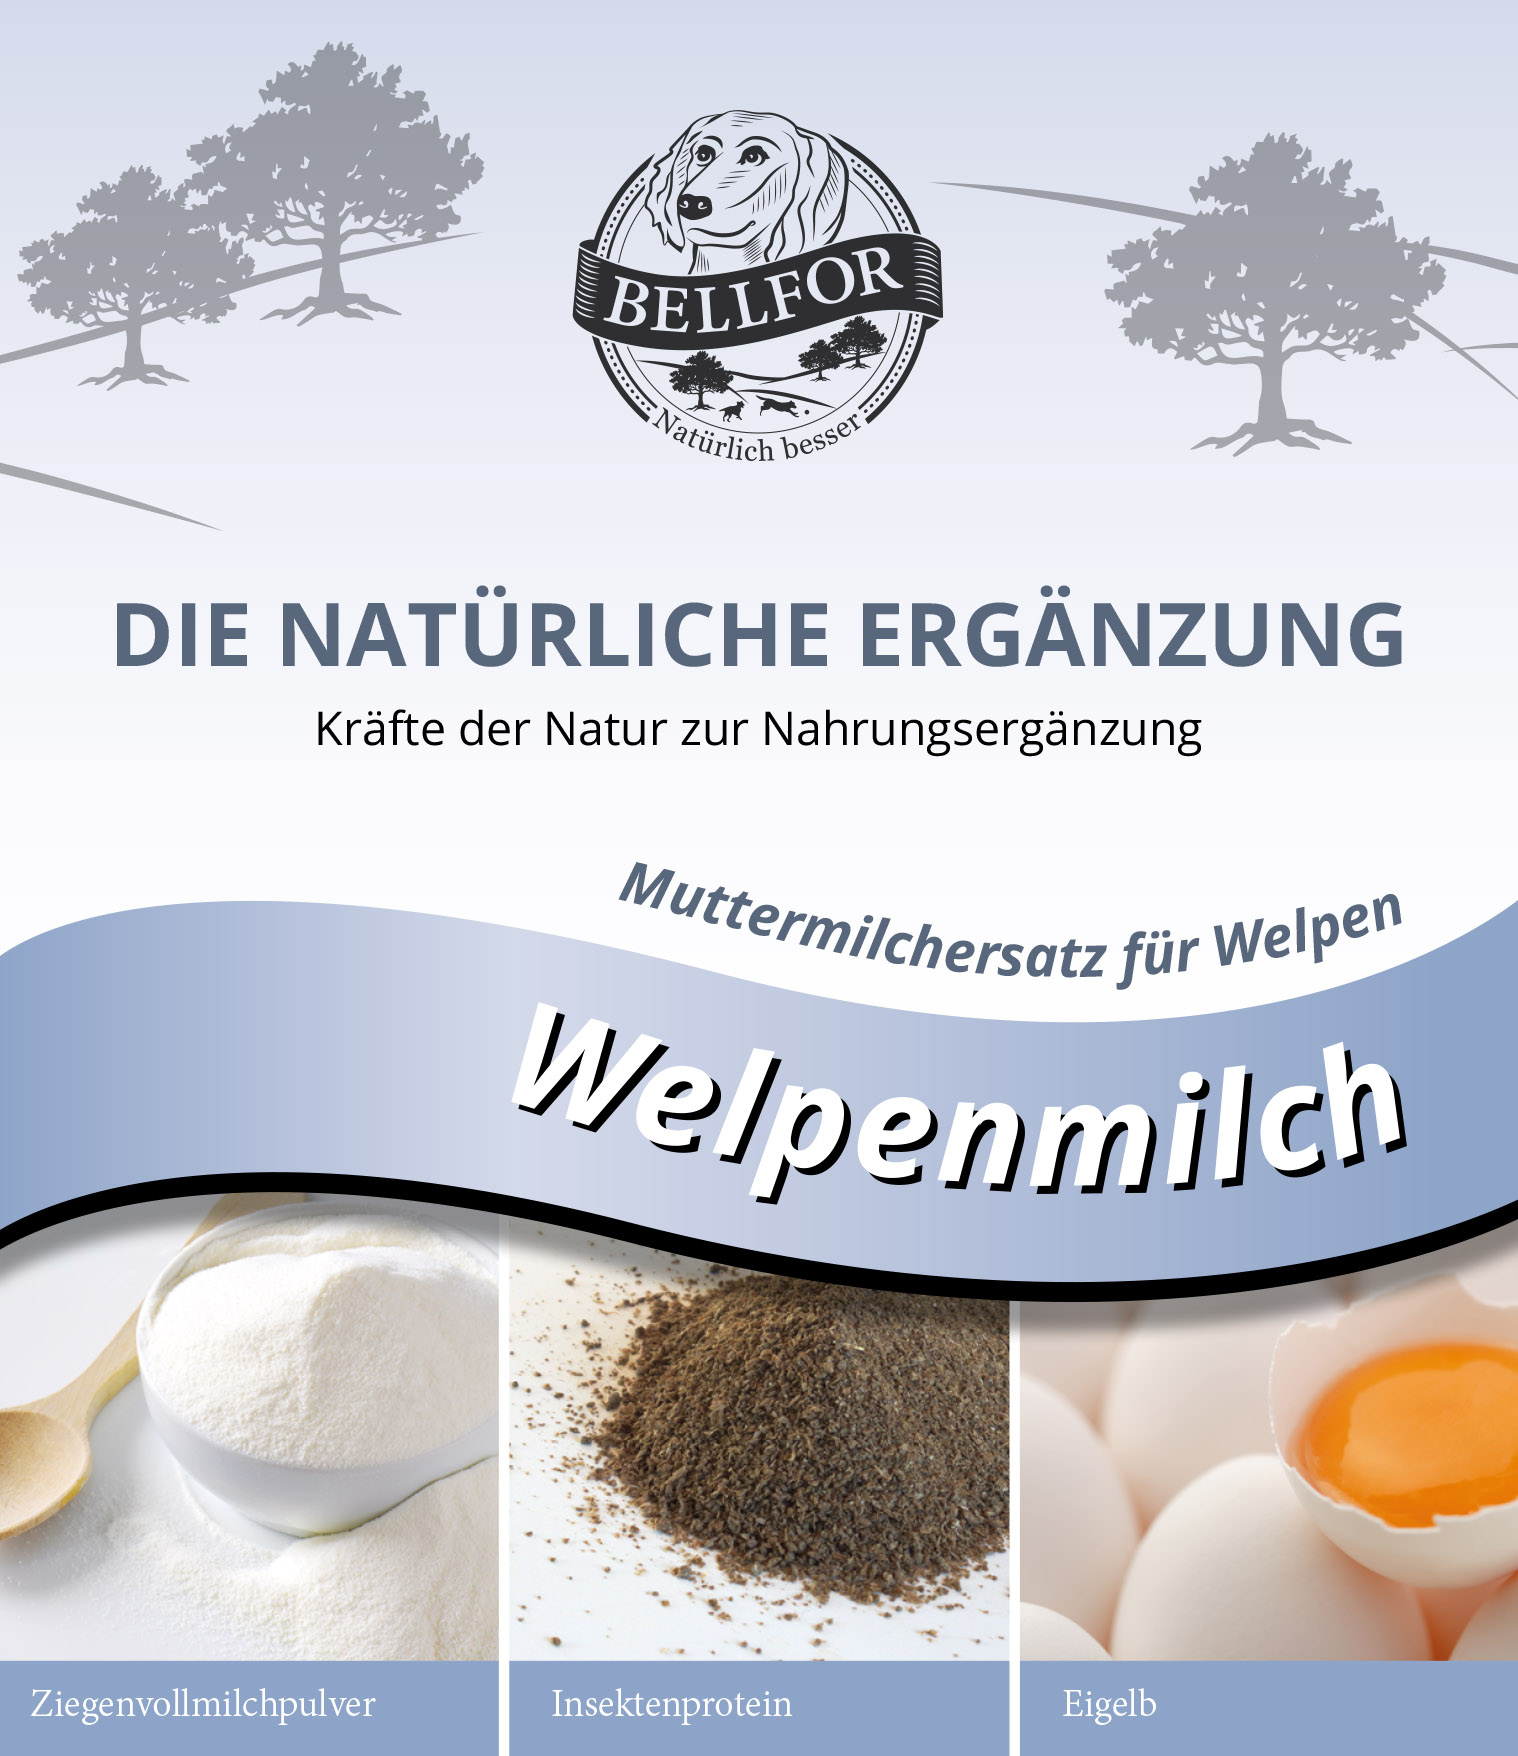 BELLFOR
Natürlich besser
DIE NATÜRLICHE ERGÄNZUNG
Kräfte der Natur zur Nahrungsergänzung
Muttermilchersatz für Welpen
Welpenmilch
Ziegenvollmilchpulver
Insektenprotein
Eigelb